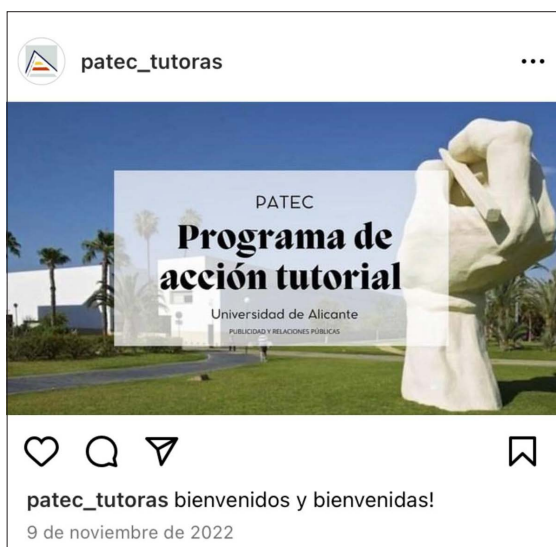 patec_tutoras
PATEC
Programa de
acción tutorial
Universidad de Alicante
PUBLICIDAD Y RELACIONES PÚBLICAS
patec_tutoras bienvenidos y bienvenidas!
9 de noviembre de 2022